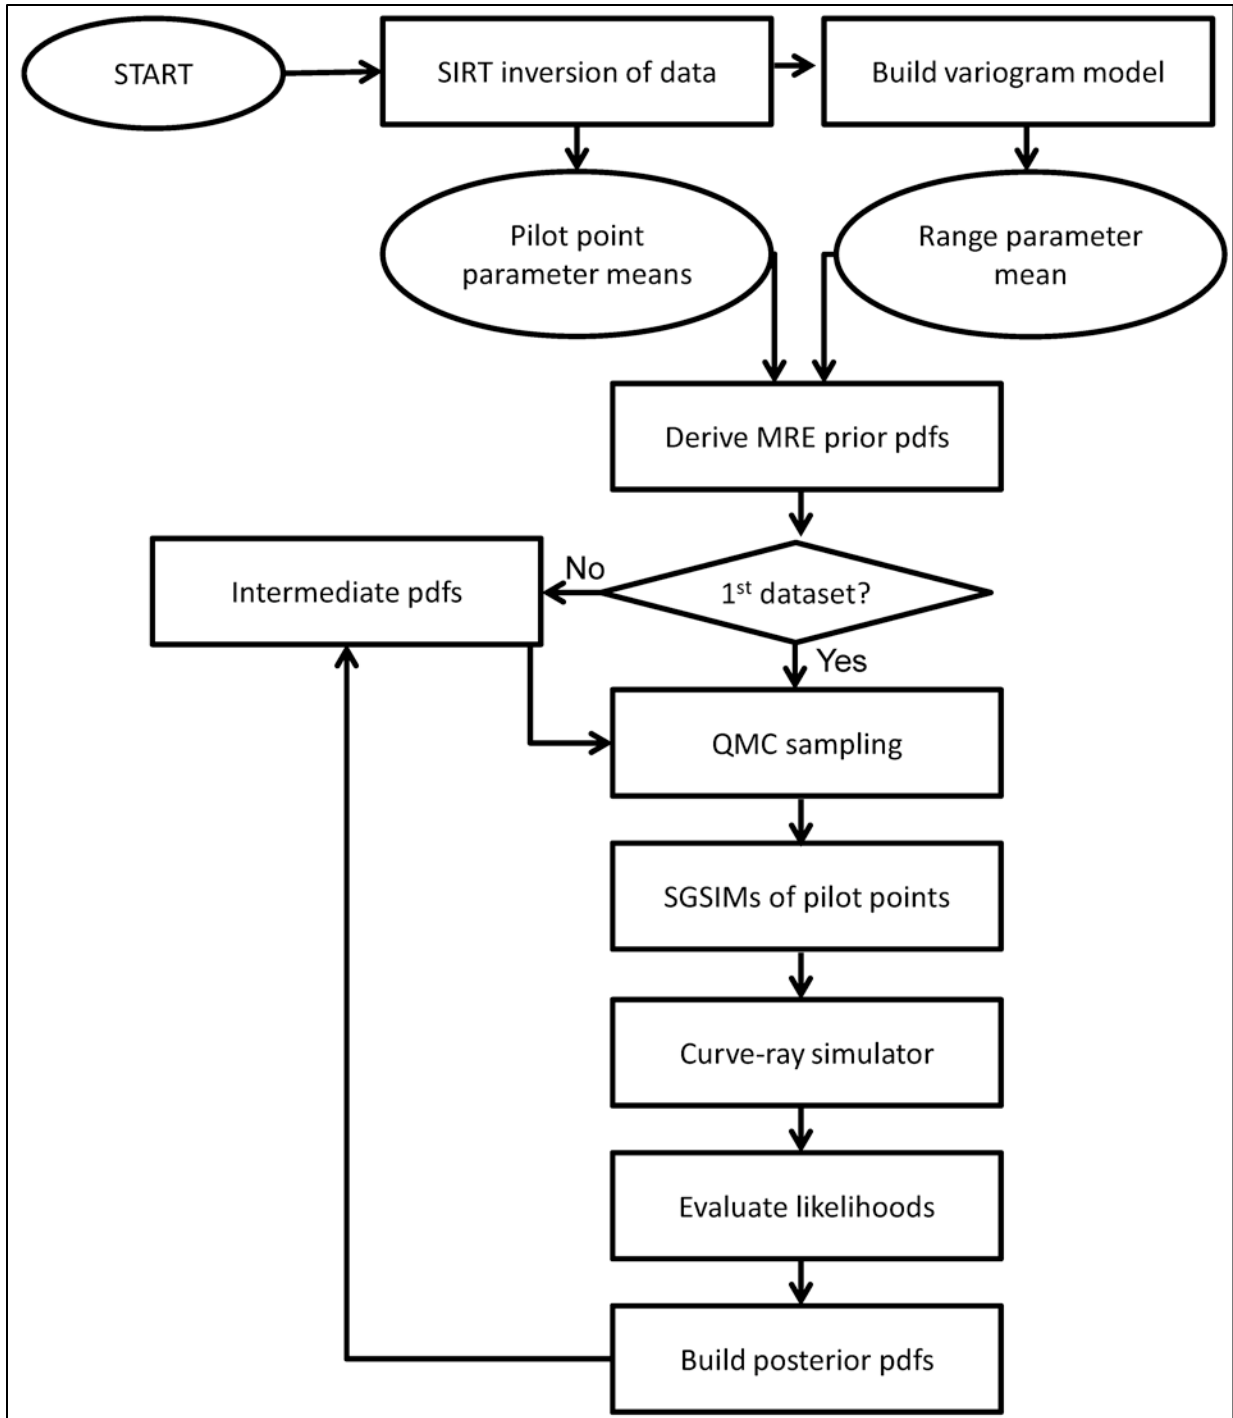 START
SIRT inversion of data
Build variogram model
Pilot point
parameter means
Range parameter
mean
Derive MRE prior pdfs
Intermediate pdfs
No
1st dataset?
Yes
QMC sampling
SGSIMs of pilot points
Curve-ray simulator
Evaluate likelihoods
Build posterior pdfs